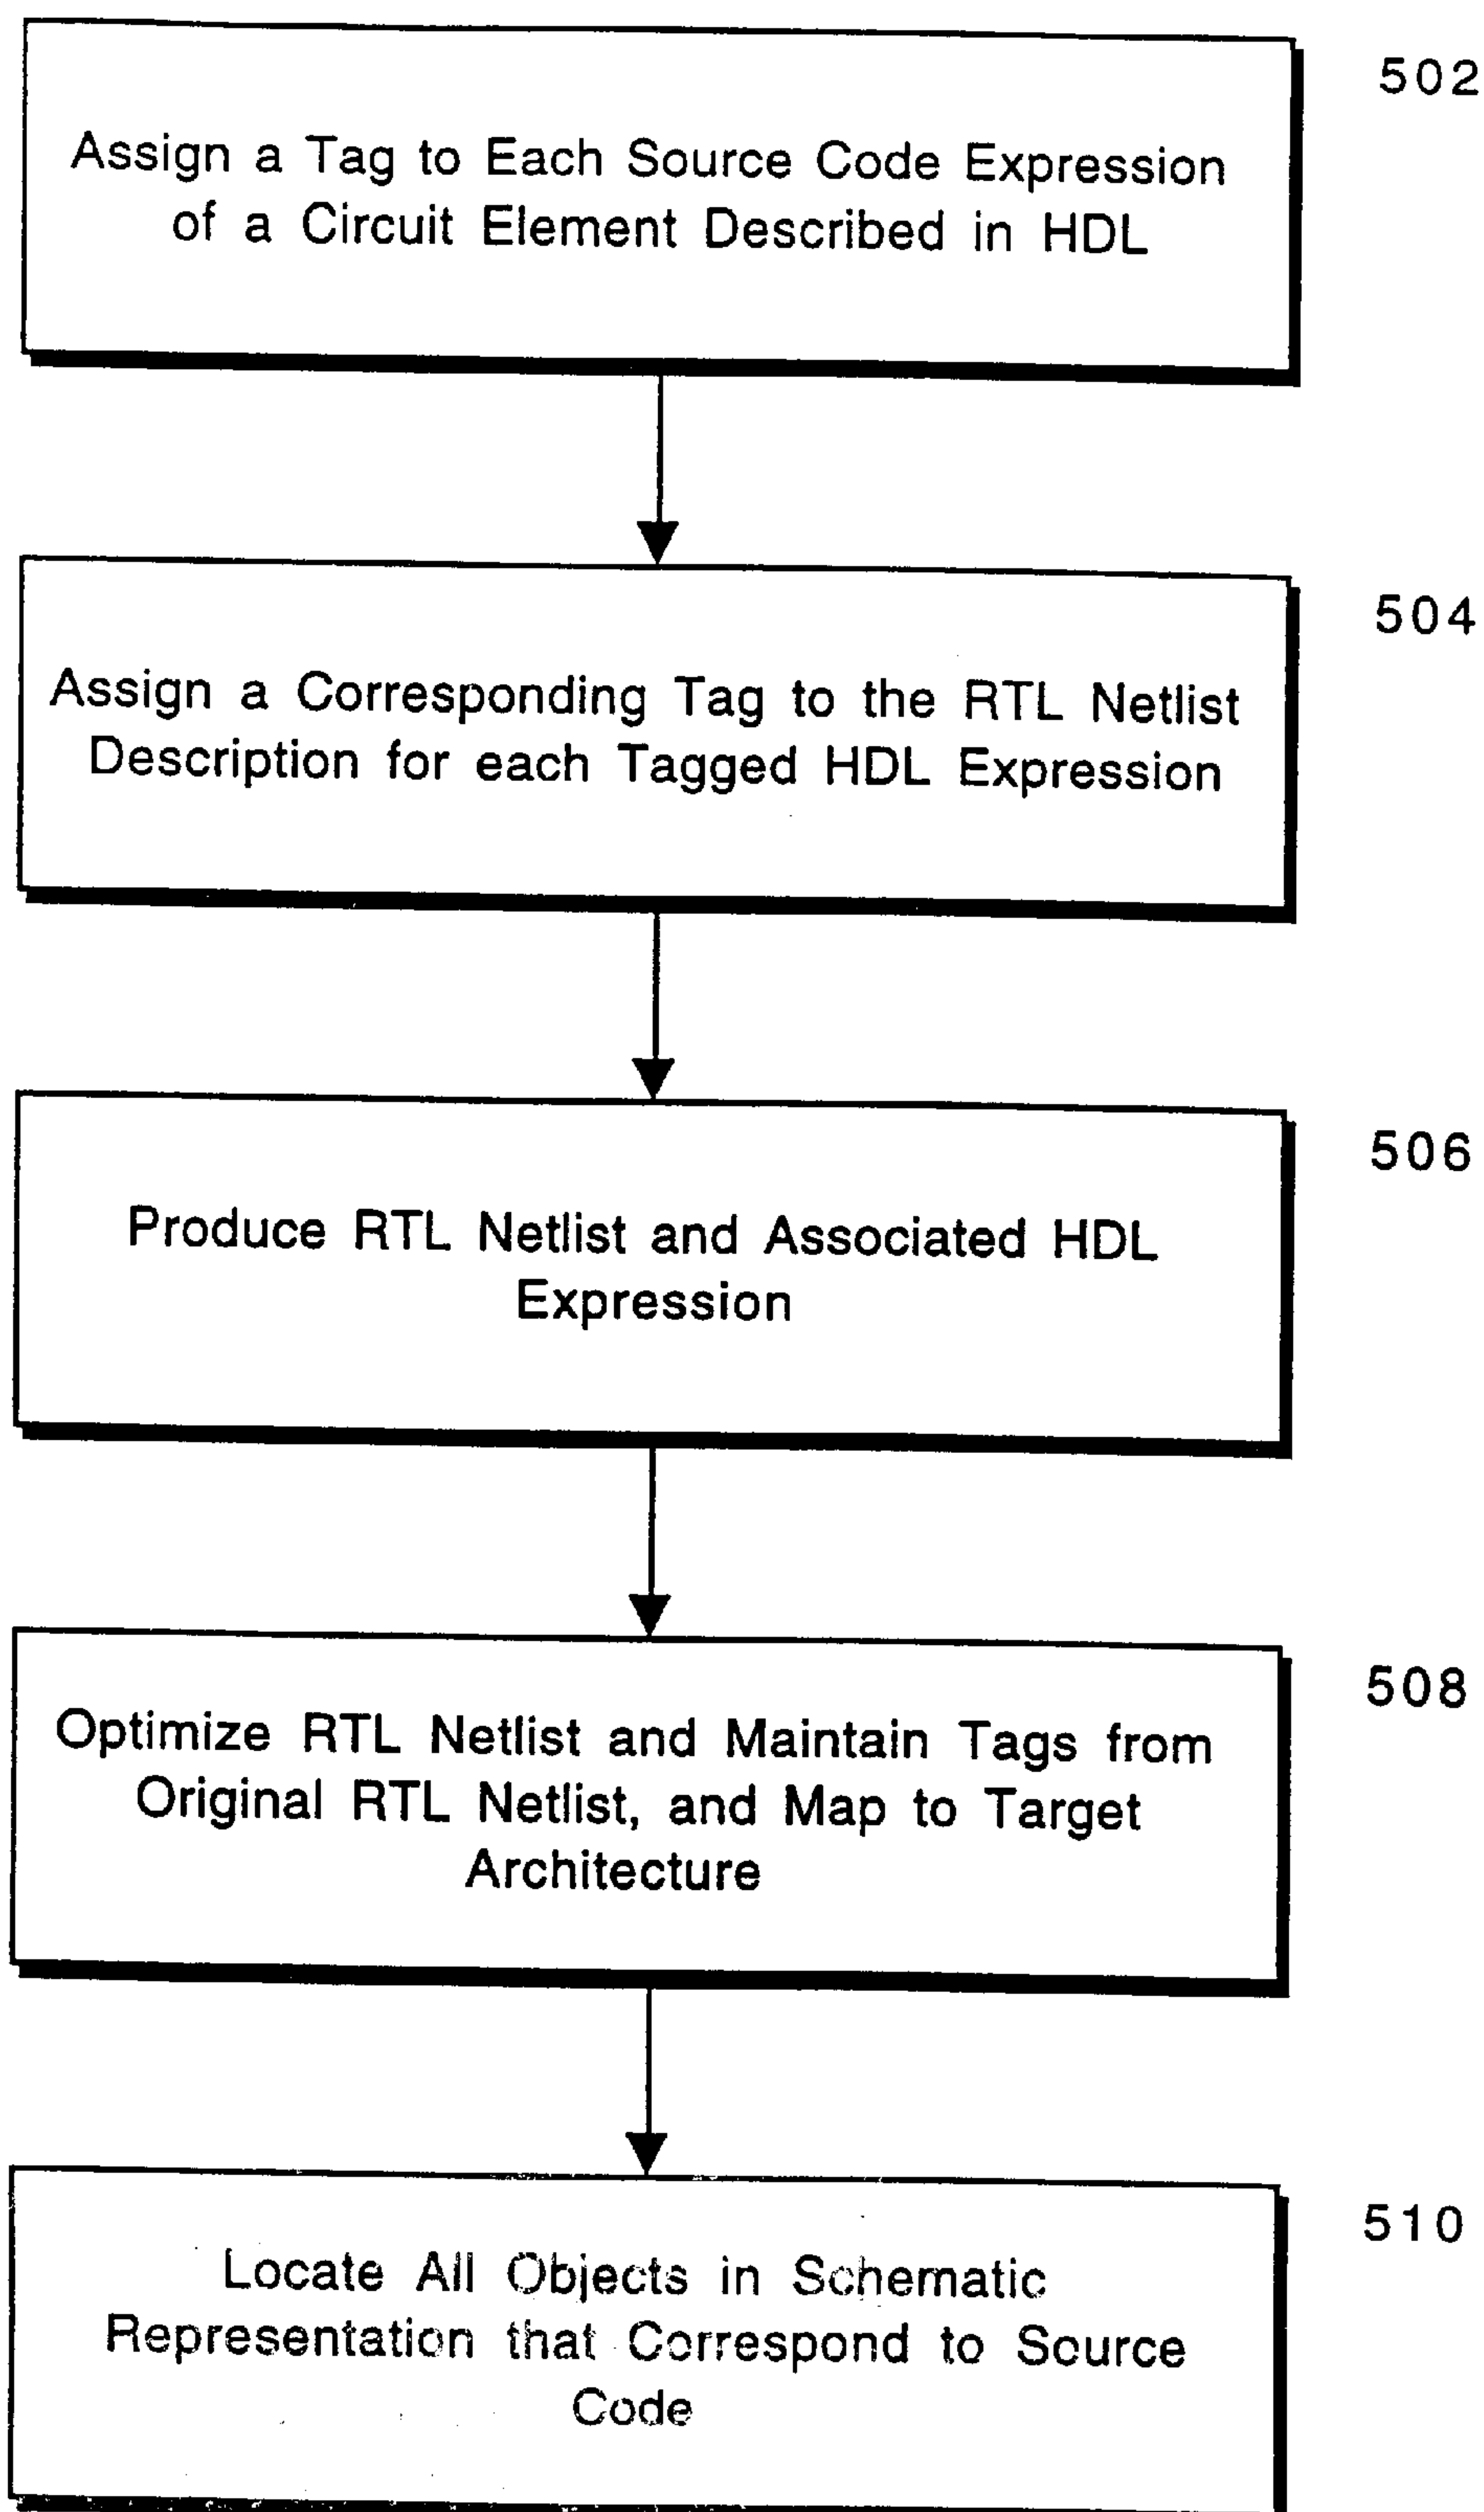 502
Assign a Tag to Each Source Code Expression
of a Circuit Element Described in HDL
504
Assign a Corresponding Tag to the RTL Netlist
Description for each Tagged HDL Expression
506
Produce RTL Netlist and Associated HDL
Expression
508
Optimize RTL Netlist and Maintain Tags from
Original RTL Netlist, and Map to Target
Architecture
510
Locate All Objects in Schematic
Representation that Correspond to Source
Code